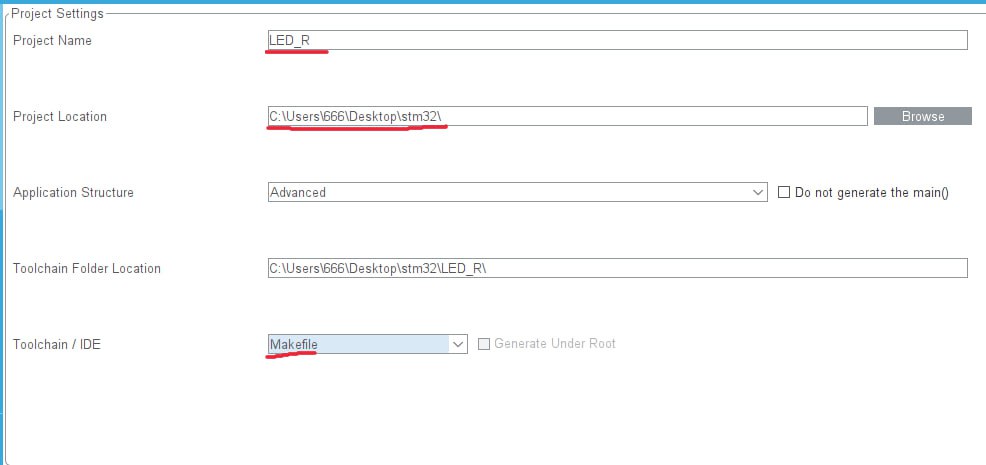 Project Settings
Project Name LED_R
Project Location C:\Users\666\Desktop\stm32\ Browse
Application Structure Advanced Do not generate the main()
Toolchain Folder Location C:\Users\666\Desktop\stm32\LED_R\
Toolchain / IDE Makefile Generate Under Root